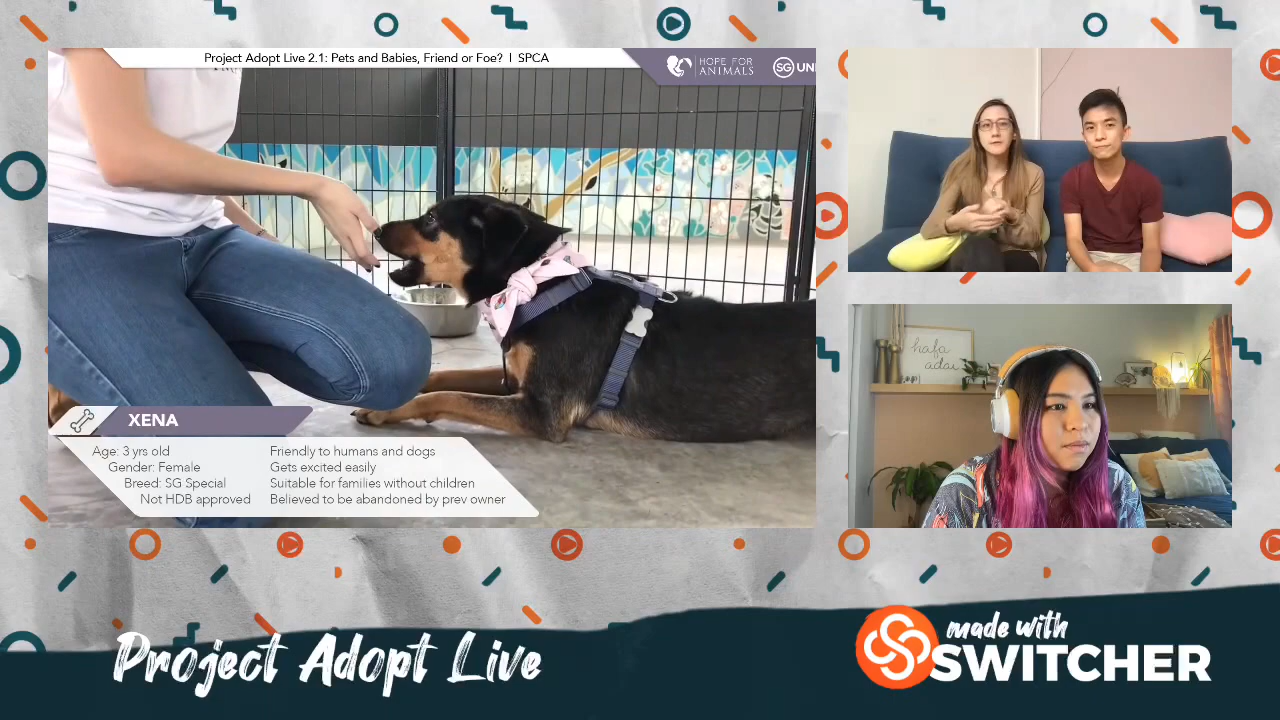 Project Adopt Live 2.1: Pets and Babies, Friend or Foe? I SPCA
HOPE FOR
ANIMALS
SG UNI
XENA
Age: 3 yrs old
Gender: Female
Breed: SG Special
Not HDB approved
Friendly to humans and dogs
Gets excited easily
Suitable for families without children
Believed to be abandoned by prev owner
hafa
adai
Project Adopt Live
made with
SWITCHER